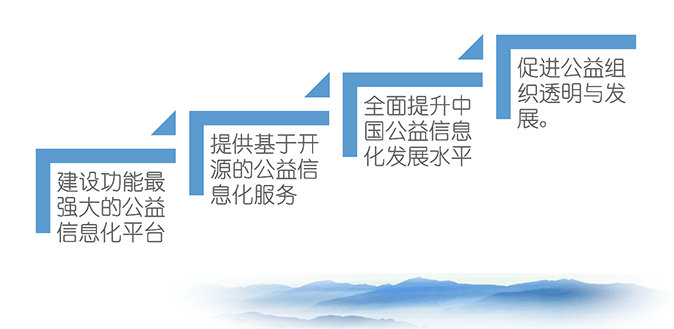 建设功能最
强大的公益
信息化平台
提供基于开
源的公益信
息化服务
全面提升中
国公益信息
化发展水平
促进公益组
织透明与发
展。